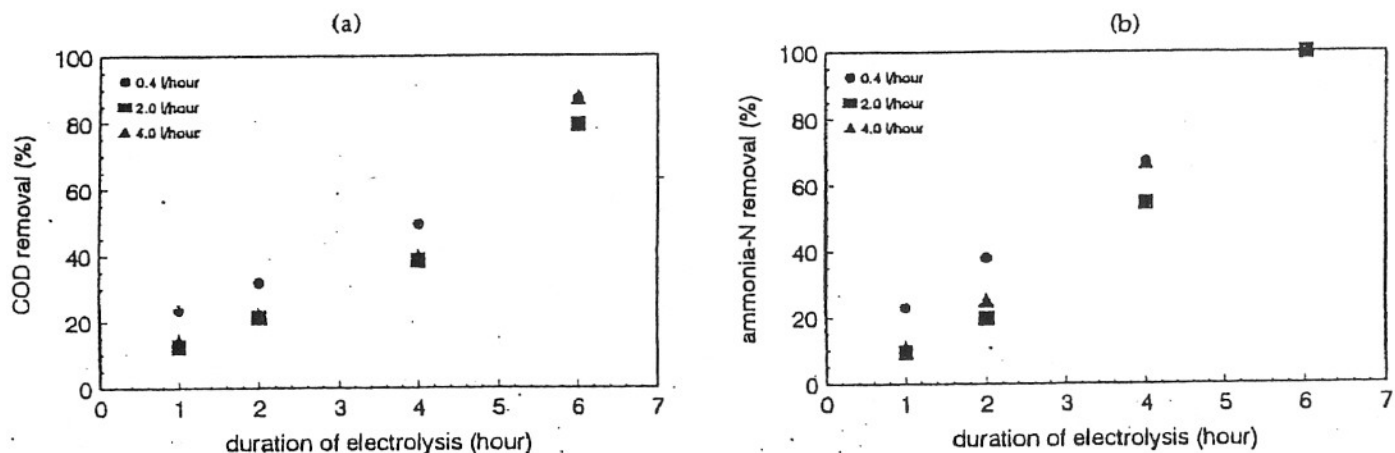 (a)
100
80
60
40
20
0
COD removal (%)
0.4 l/hour
2.0 l/hour
4.0 l/hour
0 1 2 3 4 5 6 7
duration of electrolysis (hour)
(b)
100
80
60
40
20
0
ammonia-N removal (%)
0.4 l/hour
2.0 l/hour
4.0 l/hour
0 1 2 3 4 5 6 7
duration of electrolysis (hour)